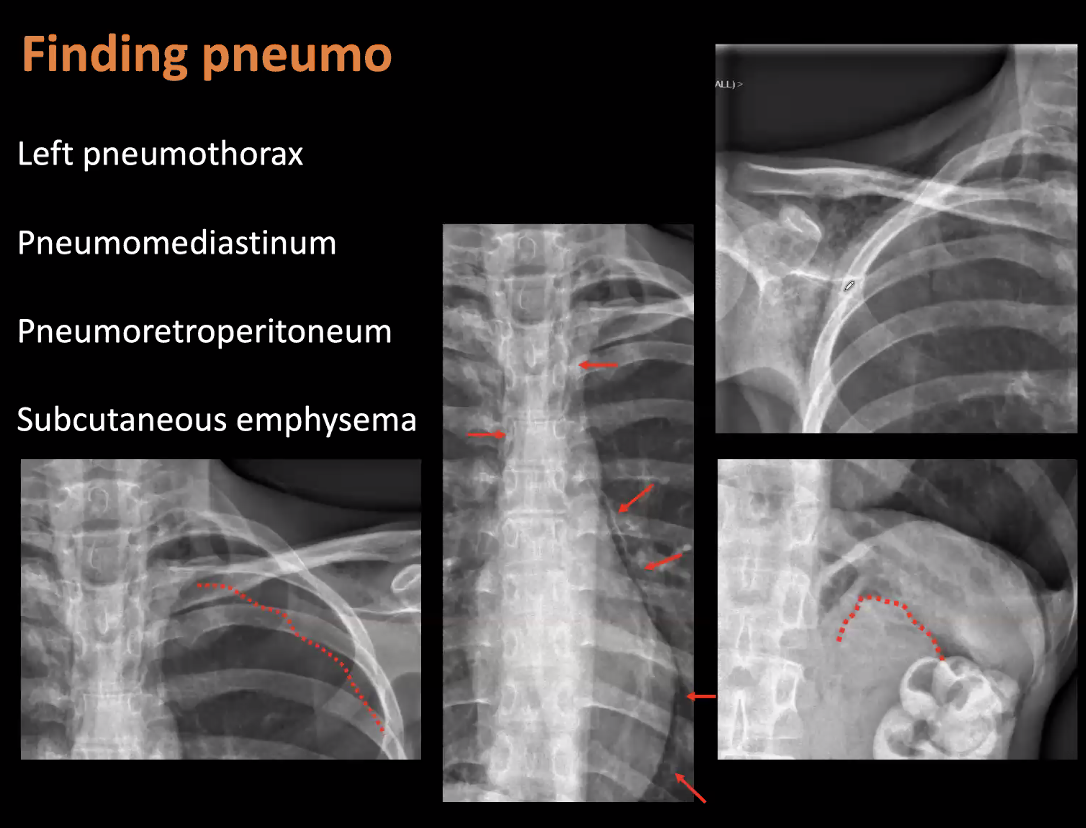 Finding pneumo
Left pneumothorax
Pneumomediastinum
Pneumoretroperitoneum
Subcutaneous emphysema
ALL) >